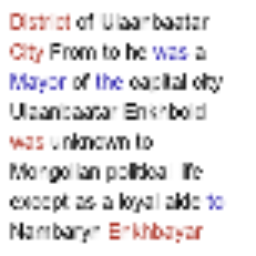 District of Ulaanbaatar
City From to he was a
Mayor of the capital city
Ulaanbaatar Enkhbold
was unknown to
Mongolian political life
except as a loyal aide to
Nambaryn Enkhbayar